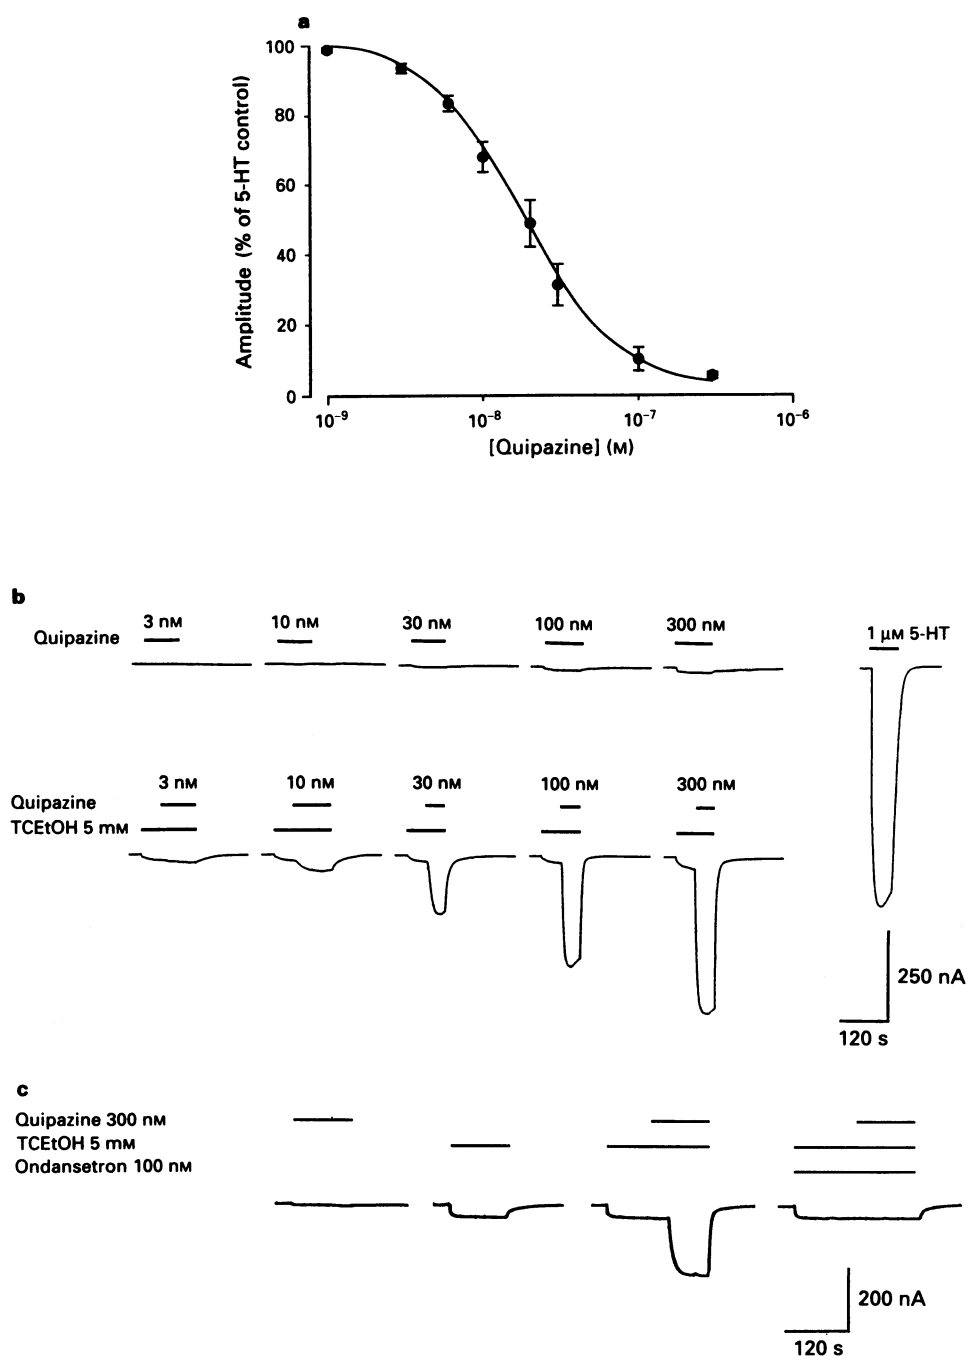 a
Amplitude (% of 5-HT control)
100
80
60
40
20
0
10⁻⁹ 10⁻⁸ 10⁻⁷ 10⁻⁶
[Quipazine] (M)
b
3 nM 10 nM 30 nM 100 nM 300 nM
Quipazine
1 μM 5-HT
3 nM 10 nM 30 nM 100 nM 300 nM
Quipazine
TCEtOH 5 mM
250 nA
120 s
c
Quipazine 300 nM
TCEtOH 5 mM
Ondansetron 100 nM
200 nA
120 s